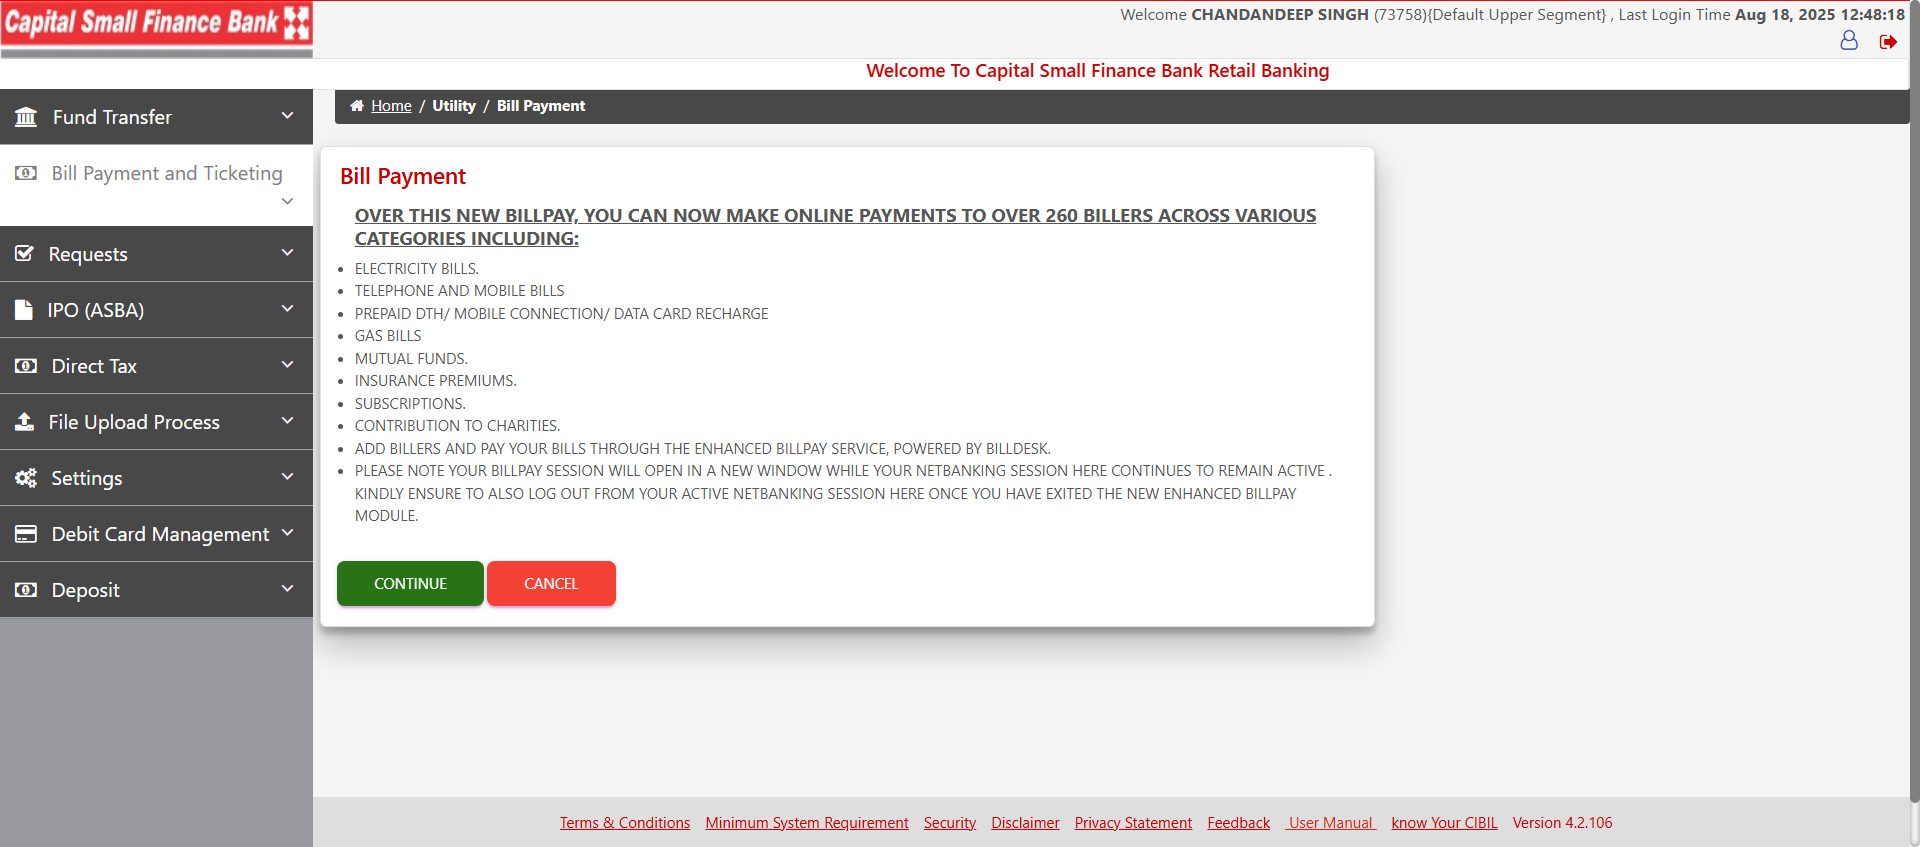 Capital Small Finance Bank
Welcome CHANDANDEEP SINGH (73758){Default Upper Segment} , Last Login Time Aug 18, 2025 12:48:18
Welcome To Capital Small Finance Bank Retail Banking
Home / Utility / Bill Payment
Fund Transfer
Bill Payment and Ticketing
Requests
IPO (ASBA)
Direct Tax
File Upload Process
Settings
Debit Card Management
Deposit
Bill Payment
OVER THIS NEW BILLPAY, YOU CAN NOW MAKE ONLINE PAYMENTS TO OVER 260 BILLERS ACROSS VARIOUS
CATEGORIES INCLUDING:
• ELECTRICITY BILLS.
• TELEPHONE AND MOBILE BILLS
• PREPAID DTH/ MOBILE CONNECTION/ DATA CARD RECHARGE
• GAS BILLS
• MUTUAL FUNDS.
• INSURANCE PREMIUMS.
• SUBSCRIPTIONS.
• CONTRIBUTION TO CHARITIES.
• ADD BILLERS AND PAY YOUR BILLS THROUGH THE ENHANCED BILLPAY SERVICE, POWERED BY BILLDESK.
• PLEASE NOTE YOUR BILLPAY SESSION WILL OPEN IN A NEW WINDOW WHILE YOUR NETBANKING SESSION HERE CONTINUES TO REMAIN ACTIVE .
KINDLY ENSURE TO ALSO LOG OUT FROM YOUR ACTIVE NETBANKING SESSION HERE ONCE YOU HAVE EXITED THE NEW ENHANCED BILLPAY
MODULE.
CONTINUE CANCEL
Terms & Conditions Minimum System Requirement Security Disclaimer Privacy Statement Feedback User Manual know Your CIBIL Version 4.2.106